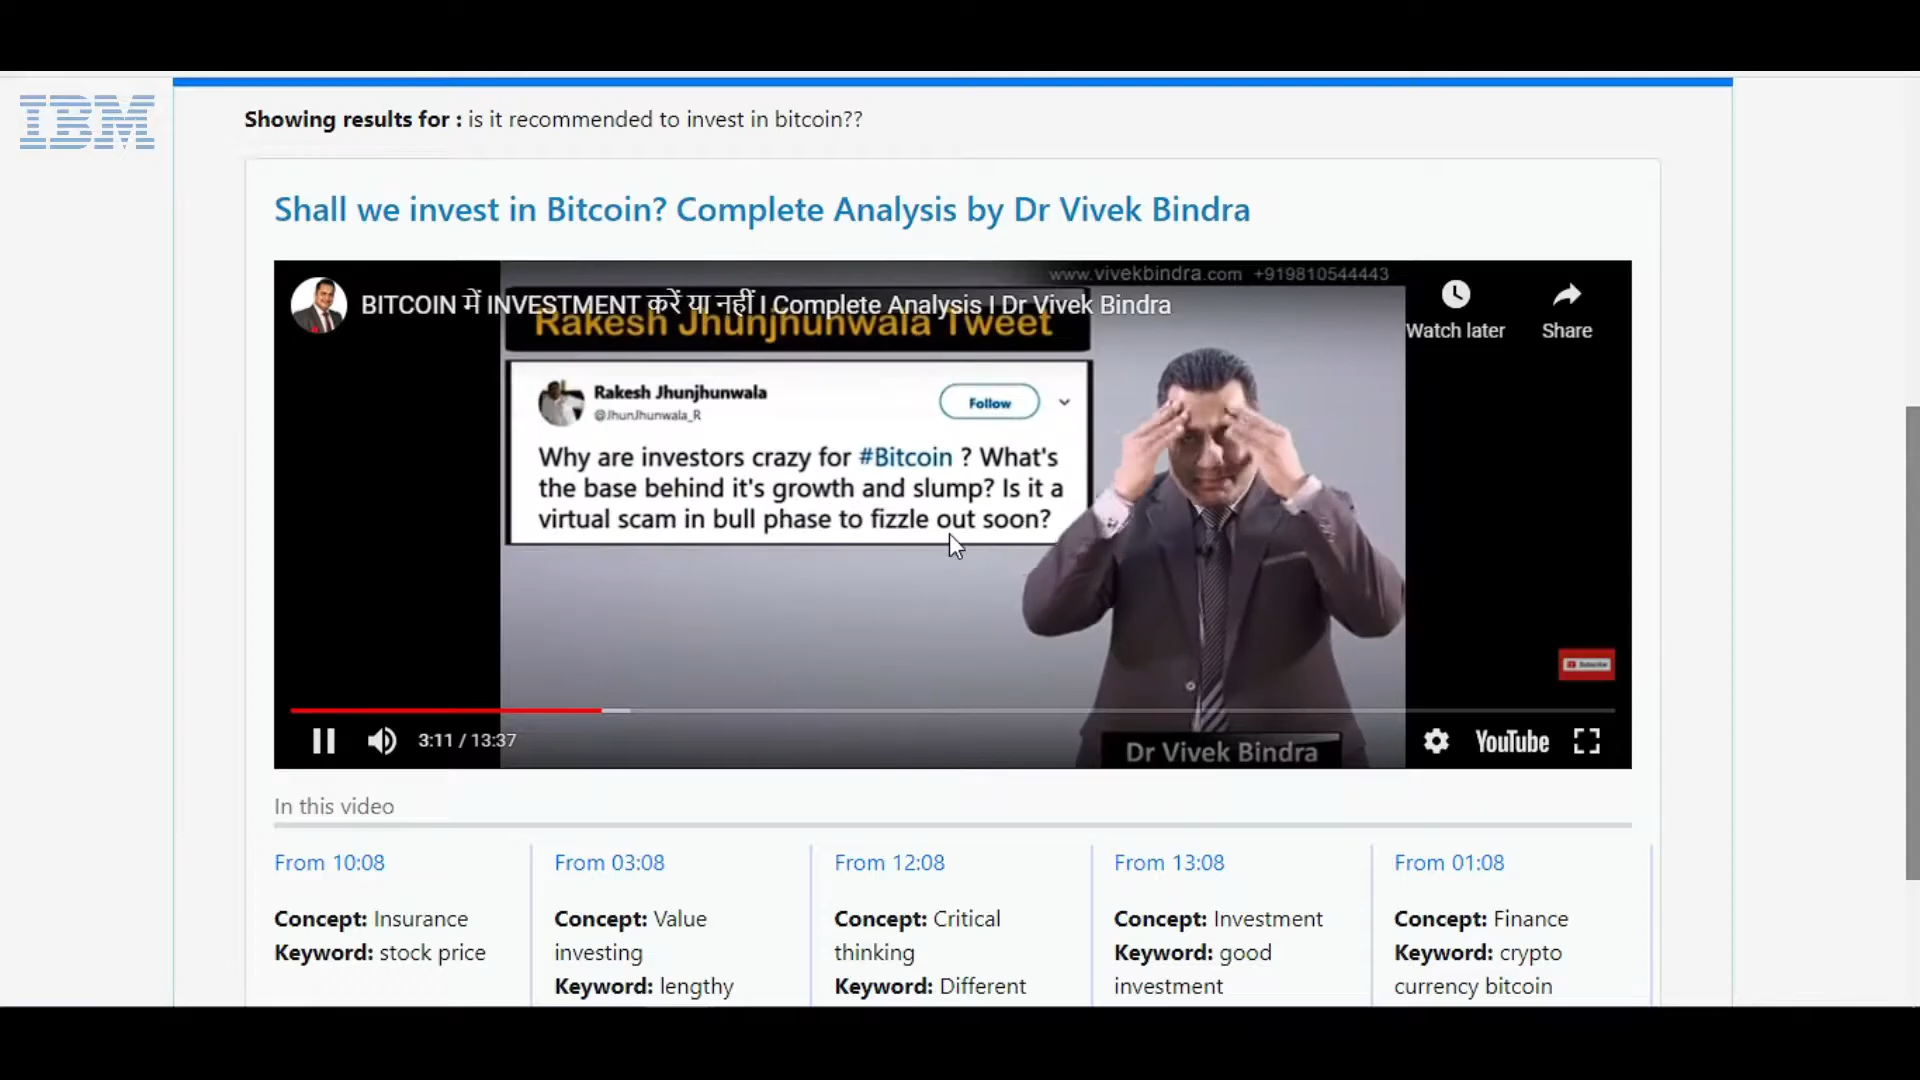 IBM
Showing results for : is it recommended to invest in bitcoin??
Shall we invest in Bitcoin? Complete Analysis by Dr Vivek Bindra
www.vivekbindra.com +919810544443
BITCOIN में INVESTMENT करें या नहीं I Complete Analysis I Dr Vivek Bindra
Rakesh Jhunjhunwala Tweet
Watch later
Share
Rakesh Jhunjhunwala
@JhunJhunwala_R
Follow
Why are investors crazy for #Bitcoin ? What's
the base behind it's growth and slump? Is it a
virtual scam in bull phase to fizzle out soon?
Subscribe
3:11 / 13:37
YouTube
Dr Vivek Bindra
In this video
From 10:08
Concept: Insurance
Keyword: stock price
From 03:08
Concept: Value
investing
Keyword: lengthy
From 12:08
Concept: Critical
thinking
Keyword: Different
From 13:08
Concept: Investment
Keyword: good
investment
From 01:08
Concept: Finance
Keyword: crypto
currency bitcoin